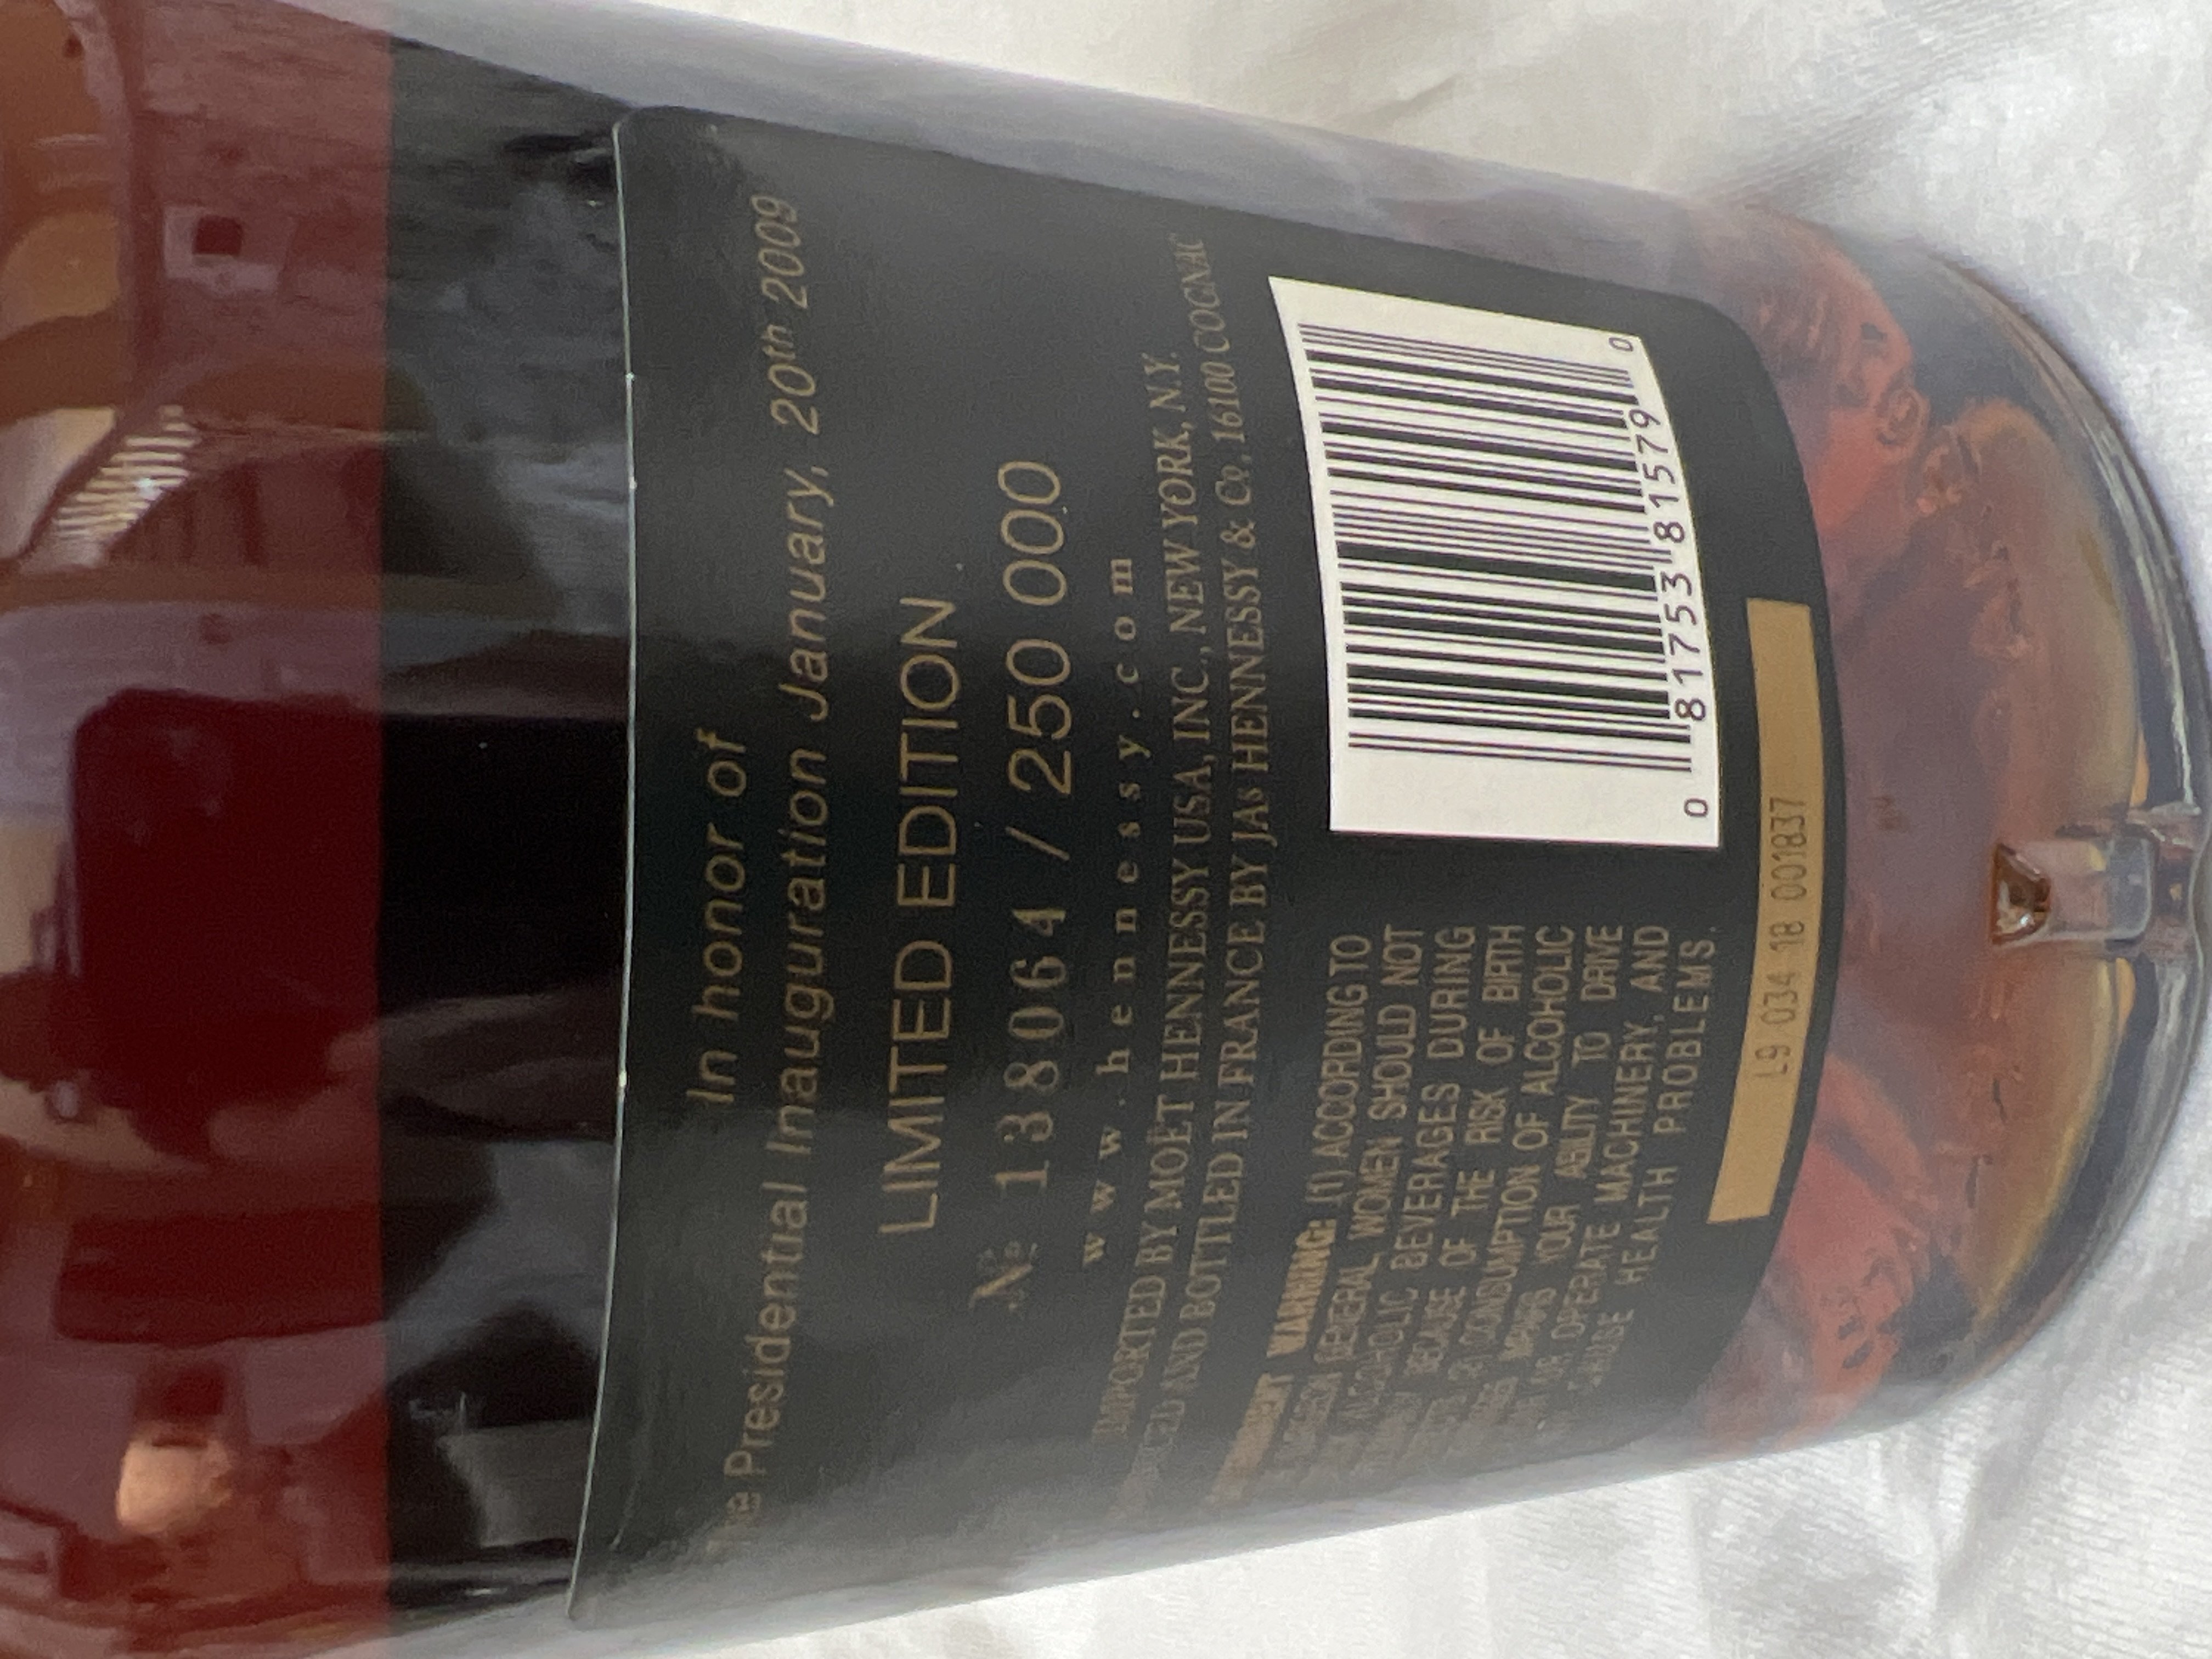 In honor of
The Presidential Inauguration January, 20th 2009
LIMITED EDITION
No 138064 / 250 000
www.hennessy.com
IMPORTED BY MOËT HENNESSY USA, INC., NEW YORK, N.Y.
AND BOTTLED IN FRANCE BY JAs HENNESSY & Co, 16100 COGNAC
WARNING: (1) ACCORDING TO
GENERAL, WOMEN SHOULD NOT
ALCOHOLIC BEVERAGES DURING
BECAUSE OF THE RISK OF BIRTH
CONSUMPTION OF ALCOHOLIC
IMPAIRS YOUR ABILITY TO DRIVE
OPERATE MACHINERY, AND
HEALTH PROBLEMS.
0 81753 81579 0
L9 034 18 001837